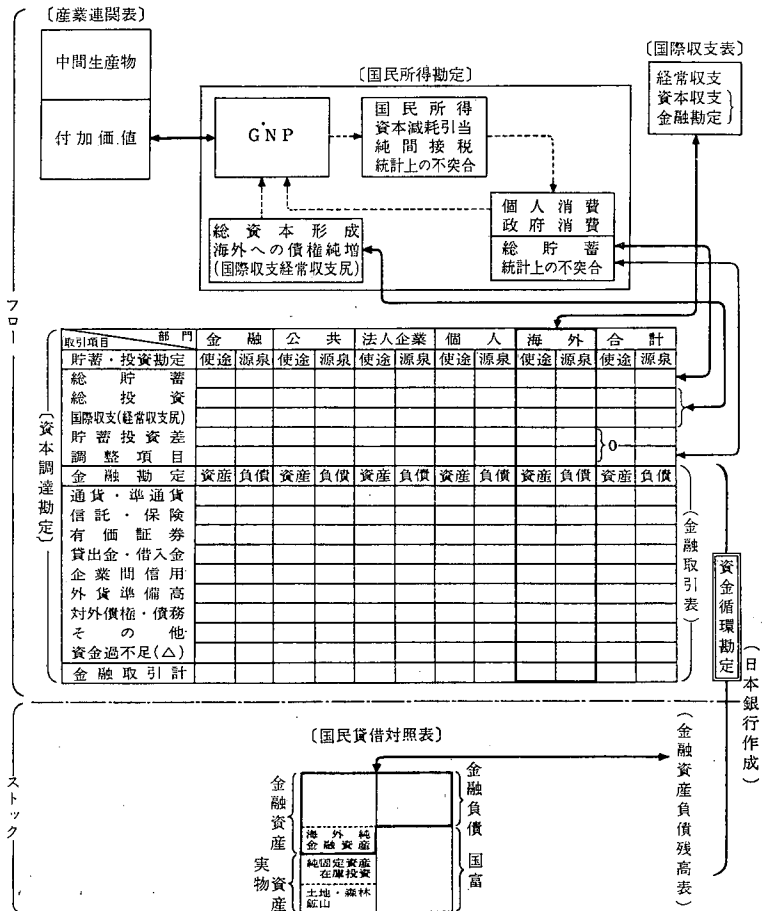 〔産業連関表〕
中間生産物
付加価値
〔国民所得勘定〕
GNP
国民所得
資本減耗引当
純間接税
統計上の不突合
個人消費
政府消費
総貯蓄
統計上の不突合
総資本形成
海外への債権純増
(国際収支経常収支尻)
〔国際収支表〕
経常収支
資本収支
金融勘定
フロー
〔資本調達勘定〕
取引項目 部門 金融 公共 法人企業 個人 海外 合計
貯蓄・投資勘定 使途 源泉 使途 源泉 使途 源泉 使途 源泉 使途 源泉 使途 源泉
総貯蓄
総投資
国際収支(経常収支尻)
貯蓄投資差
調整項目
0
金融勘定 資産 負債 資産 負債 資産 負債 資産 負債 資産 負債 資産 負債
通貨・準通貨
信託・保険
有価証券
貸出金・借入金
企業間信用
外貨準備高
対外債権・債務
その他
資金過不足(△)
金融取引計
(金融取引表)
資金循環勘定
(日本銀行作成)
ストック
〔国民貸借対照表〕
金融資産
海外純
金融資産
金融負債
実物資産
純固定資産
在庫投資
土地・森林
鉱山
国富
(金融資産負債残高表)